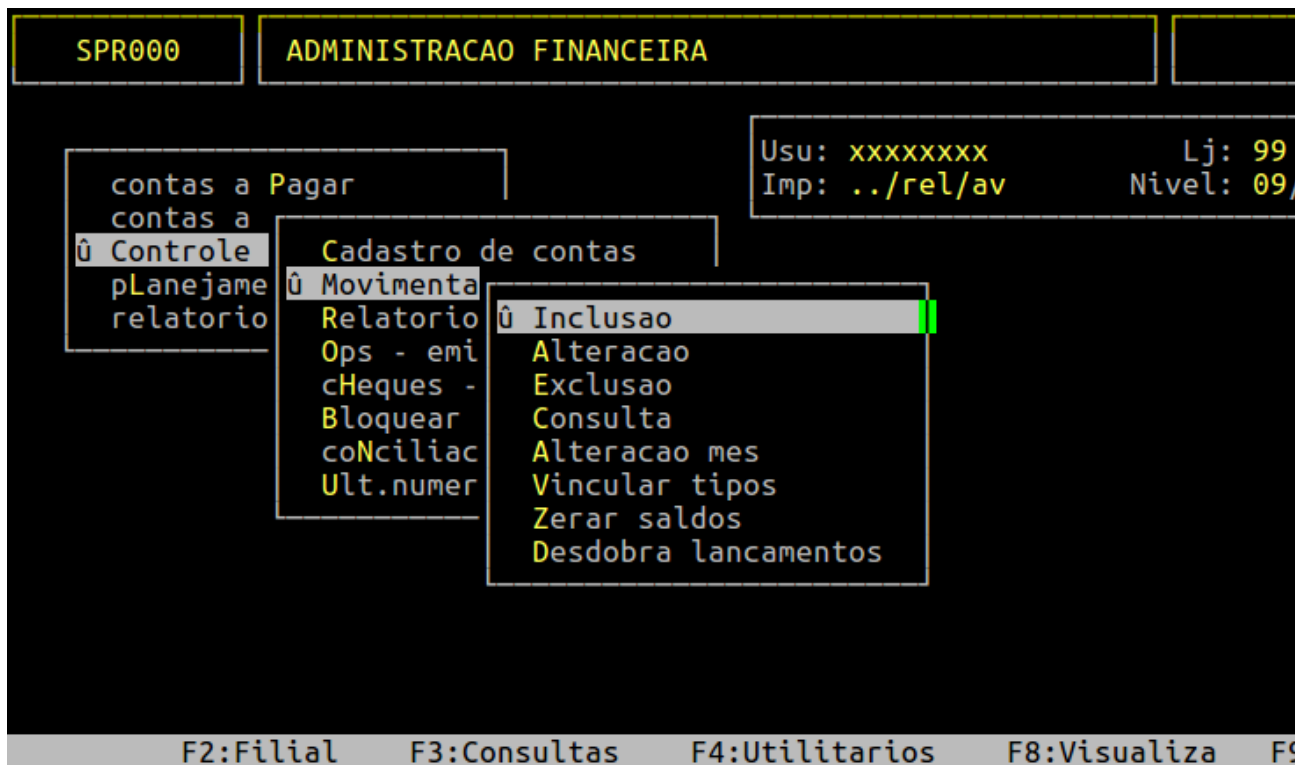 SPR000 ADMINISTRACAO FINANCEIRA
Usu: xxxxxxxx Lj: 99
Imp: ../rel/av Nivel: 09/
contas a Pagar
contas a
û Controle
pLanejame
relatorio
Cadastro de contas
û Movimenta
Relatorio
Ops - emi
cHeques -
Bloquear
coNciliac
Ult.numer
û Inclusao
Alteracao
Exclusao
Consulta
Alteracao mes
Vincular tipos
Zerar saldos
Desdobra lancamentos
F2:Filial F3:Consultas F4:Utilitarios F8:Visualiza